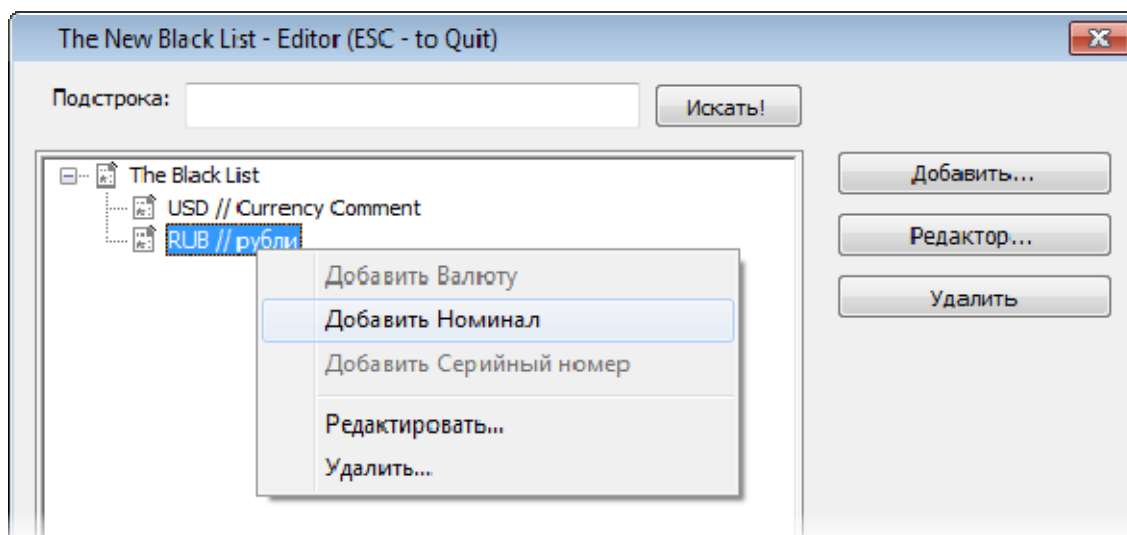 The New Black List - Editor (ESC - to Quit)
Подстрока:
Искать!
The Black List
USD // Currency Comment
RUB // рубли
Добавить...
Редактор...
Удалить
Добавить Валюту
Добавить Номинал
Добавить Серийный номер
Редактировать...
Удалить...